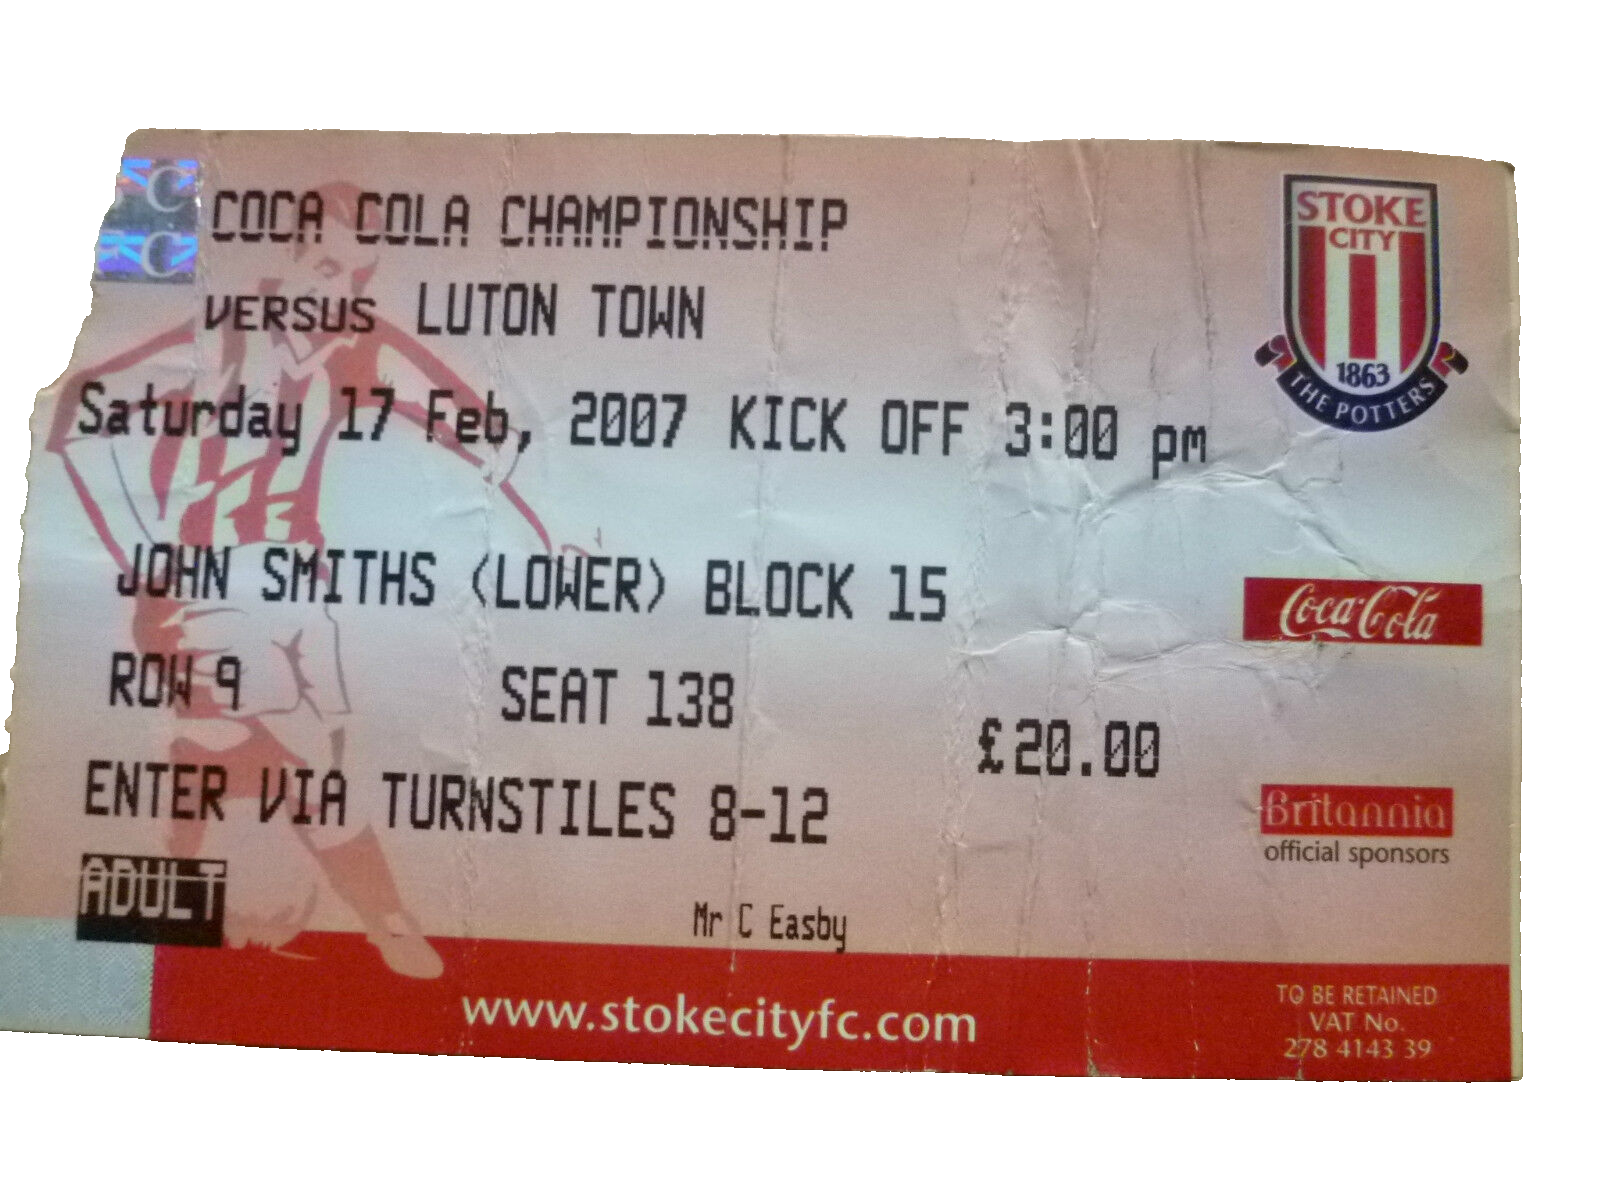 COCA COLA CHAMPIONSHIP
VERSUS LUTON TOWN
Saturday 17 Feb, 2007 KICK OFF 3:00 pm
JOHN SMITHS (LOWER) BLOCK 15
ROW 9 SEAT 138
£20.00
ENTER VIA TURNSTILES 8-12
ADULT
Mr C Easby
www.stokecityfc.com
STOKE
CITY
1863
THE POTTERS
Coca-Cola
Britannia
official sponsors
TO BE RETAINED
VAT No.
278 4143 39